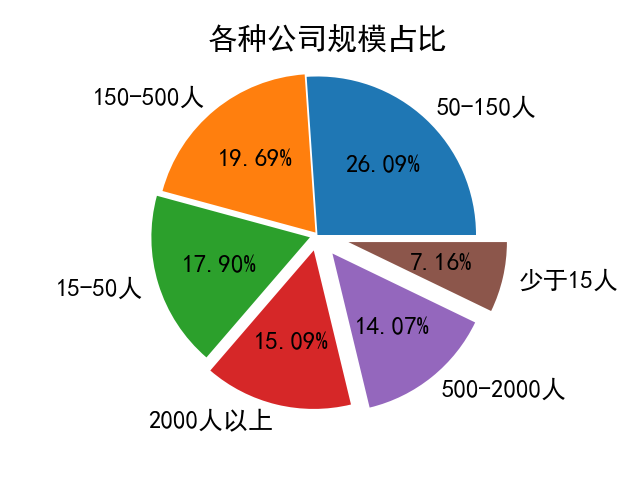 各种公司规模占比
150-500人
50-150人
19.69%
26.09%
17.90%
7.16%
15-50人
少于15人
15.09%
14.07%
500-2000人
2000人以上